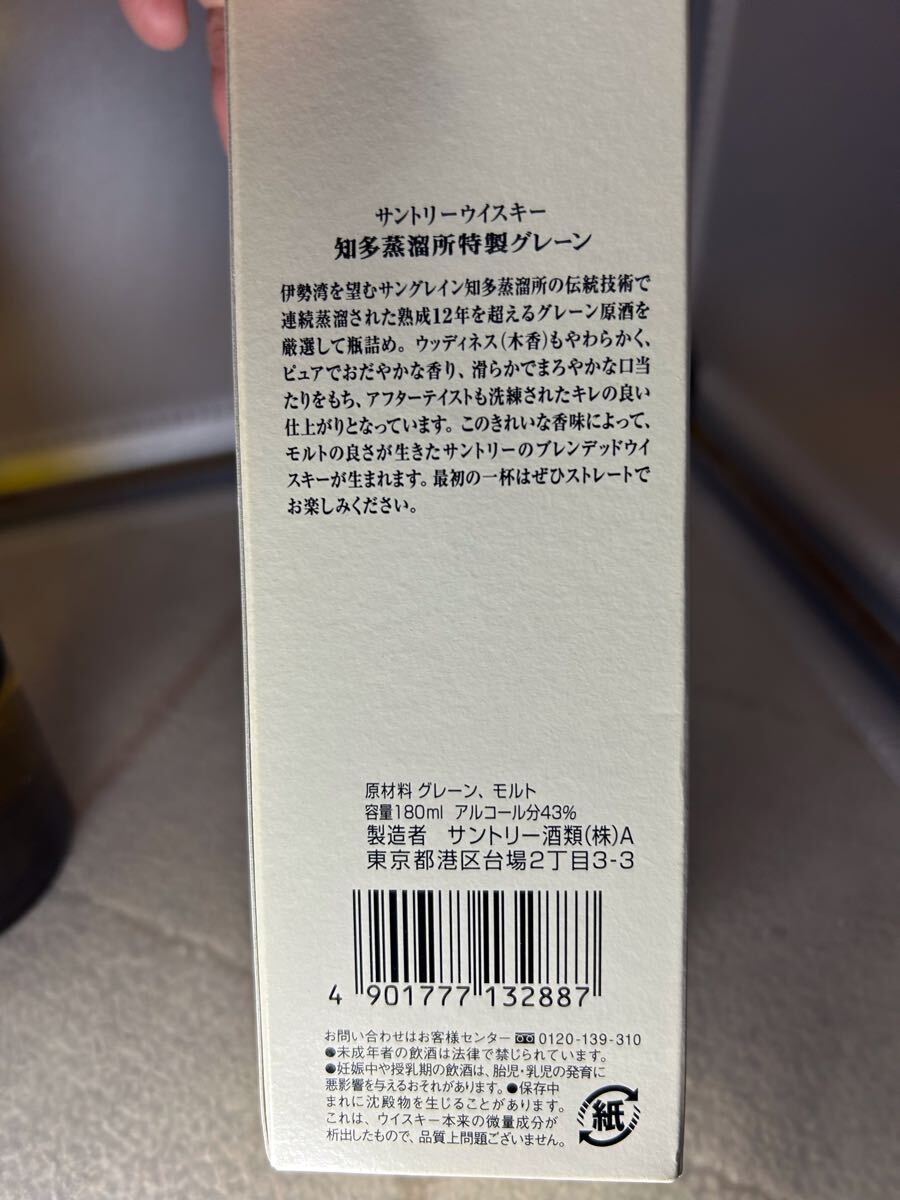 サントリーウイスキー
知多蒸溜所特製グレーン
伊勢湾を望むサングレイン知多蒸溜所の伝統技術で
連続蒸溜された熟成12年を超えるグレーン原酒を
厳選して瓶詰め。ウッディネス(木香)もやわらかく、
ピュアでおだやかな香り、滑らかでまろやかな口当
たりをもち、アフターテイストも洗練されたキレの良い
仕上がりとなっています。このきれいな香味によって、
モルトの良さが生きたサントリーのブレンデッドウイ
スキーが生まれます。最初の一杯はぜひストレートで
お楽しみください。
原材料 グレーン、モルト
容量180ml アルコール分43%
製造者 サントリー酒類(株)A
東京都港区台場2丁目3-3
4 901777 132887
お問い合わせはお客様センター 0120-139-310
●未成年者の飲酒は法律で禁じられています。
●妊娠中や授乳期の飲酒は、胎児・乳児の発育に
悪影響を与えるおそれがあります。●保存中
まれに沈殿物を生じることがあります。
これは、ウイスキー本来の微量成分が
析出したもので、品質上問題ございません。
紙